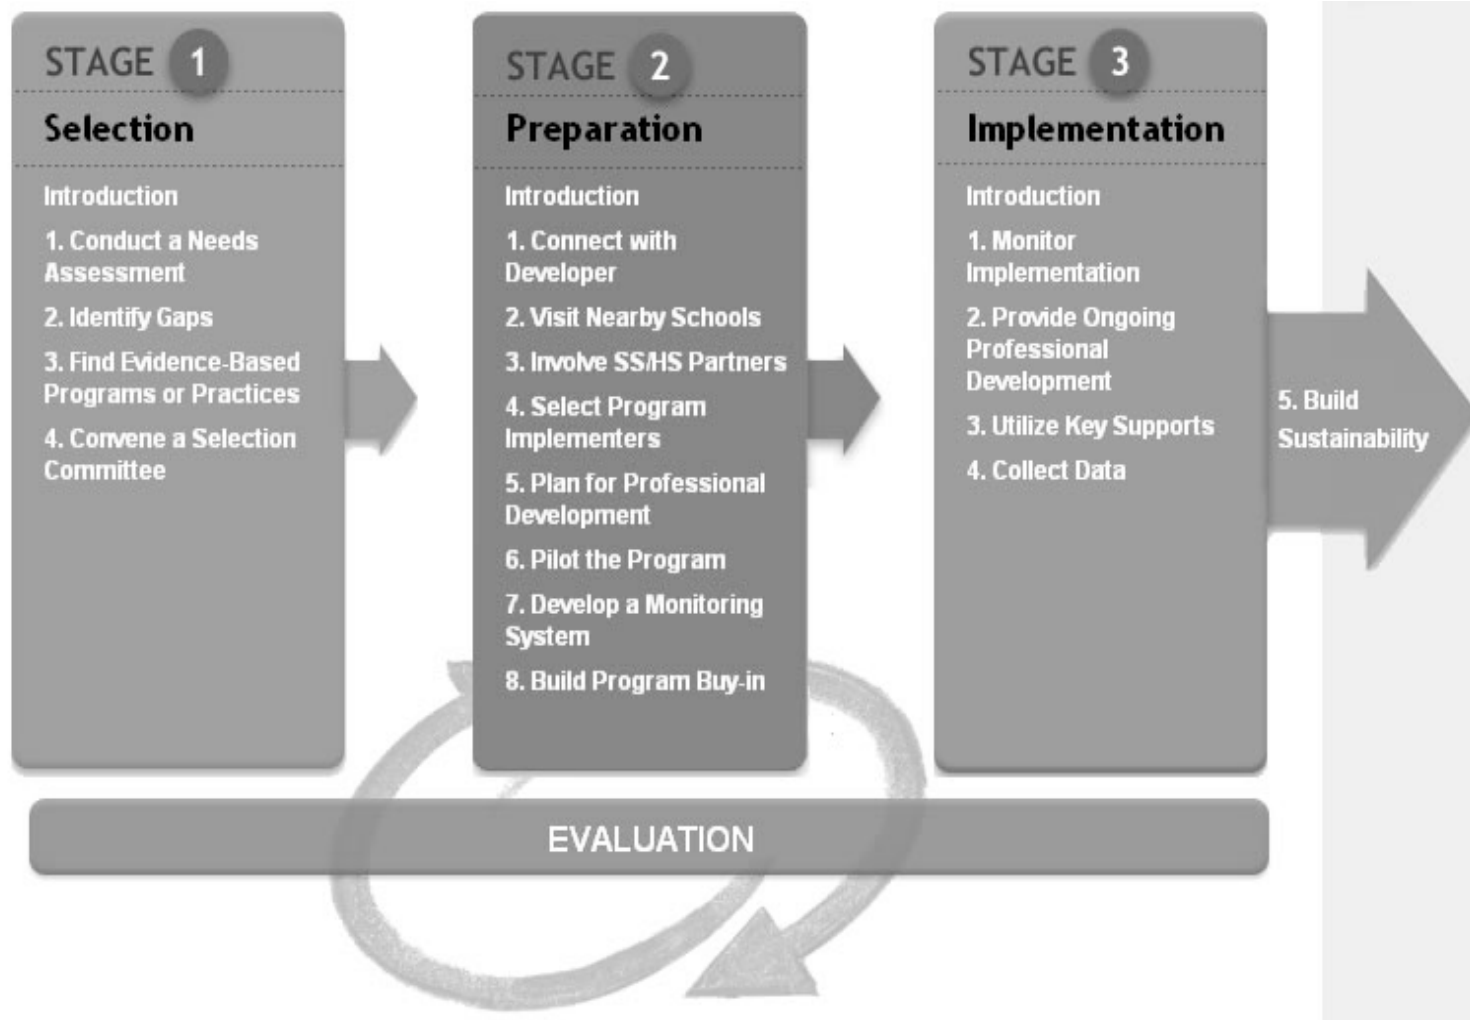 STAGE 1
Selection
Introduction
1. Conduct a Needs
Assessment
2. Identify Gaps
3. Find Evidence-Based
Programs or Practices
4. Convene a Selection
Committee
STAGE 2
Preparation
Introduction
1. Connect with
Developer
2. Visit Nearby Schools
3. Involve SS/HS Partners
4. Select Program
Implementers
5. Plan for Professional
Development
6. Pilot the Program
7. Develop a Monitoring
System
8. Build Program Buy-in
STAGE 3
Implementation
Introduction
1. Monitor
Implementation
2. Provide Ongoing
Professional
Development
3. Utilize Key Supports
4. Collect Data
5. Build
Sustainability
EVALUATION